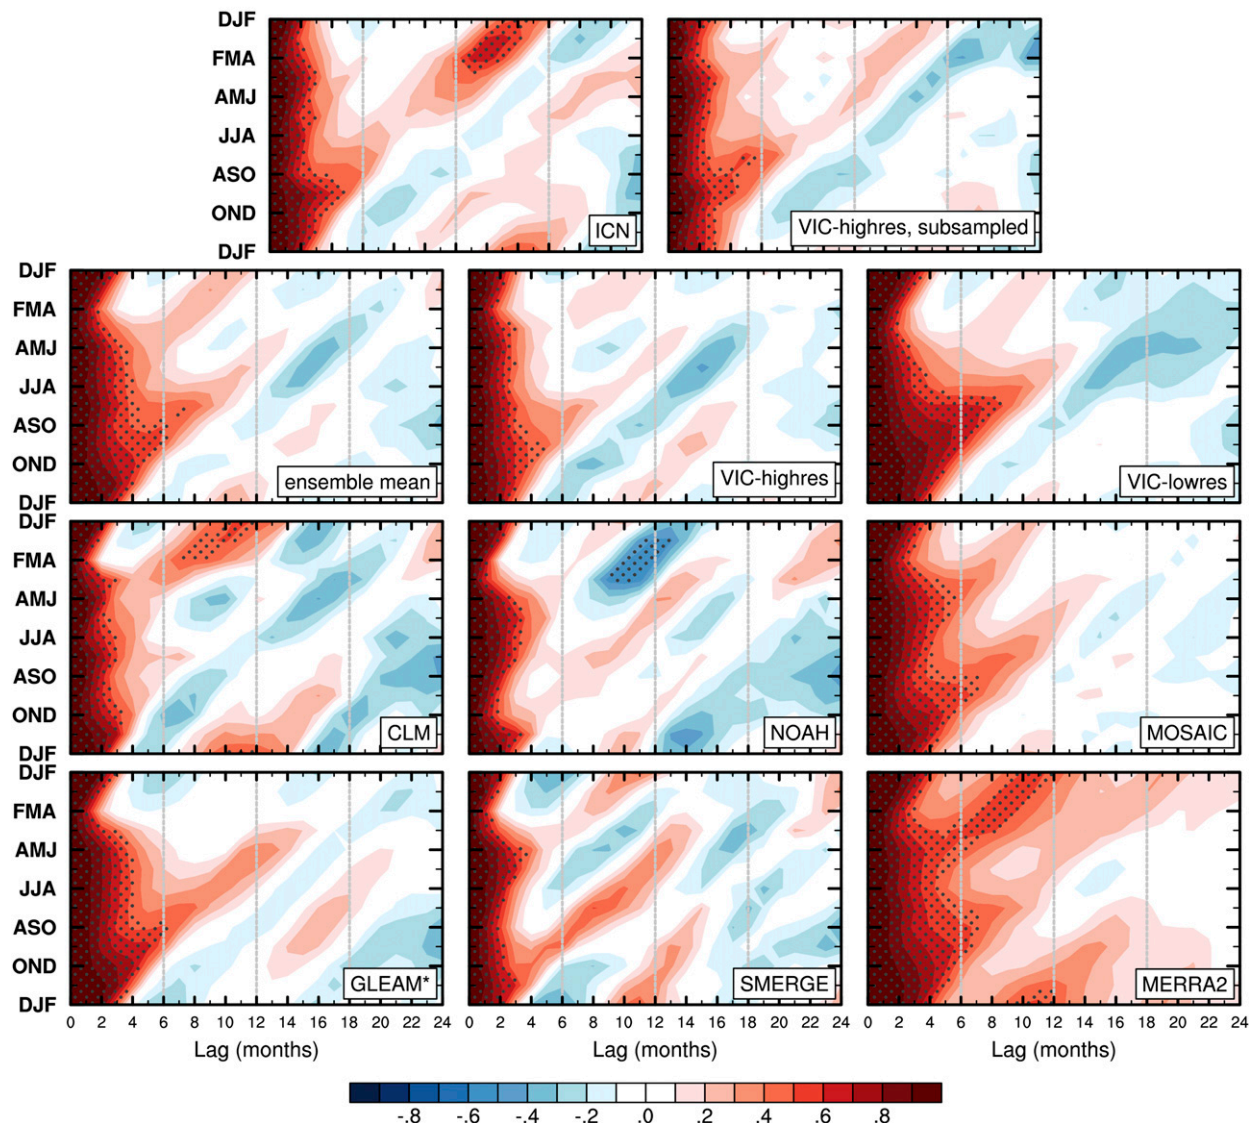 DJF
FMA
AMJ
JJA
ASO
OND
DJF
ICN
VIC-highres, subsampled
DJF
FMA
AMJ
JJA
ASO
OND
DJF
ensemble mean
VIC-highres
VIC-lowres
DJF
FMA
AMJ
JJA
ASO
OND
DJF
CLM
NOAH
MOSAIC
DJF
FMA
AMJ
JJA
ASO
OND
DJF
GLEAM*
SMERGE
MERRA2
0 2 4 6 8 10 12 14 16 18 20 22 24
0 2 4 6 8 10 12 14 16 18 20 22 24
0 2 4 6 8 10 12 14 16 18 20 22 24
Lag (months)
Lag (months)
Lag (months)
-.8 -.6 -.4 -.2 .0 .2 .4 .6 .8